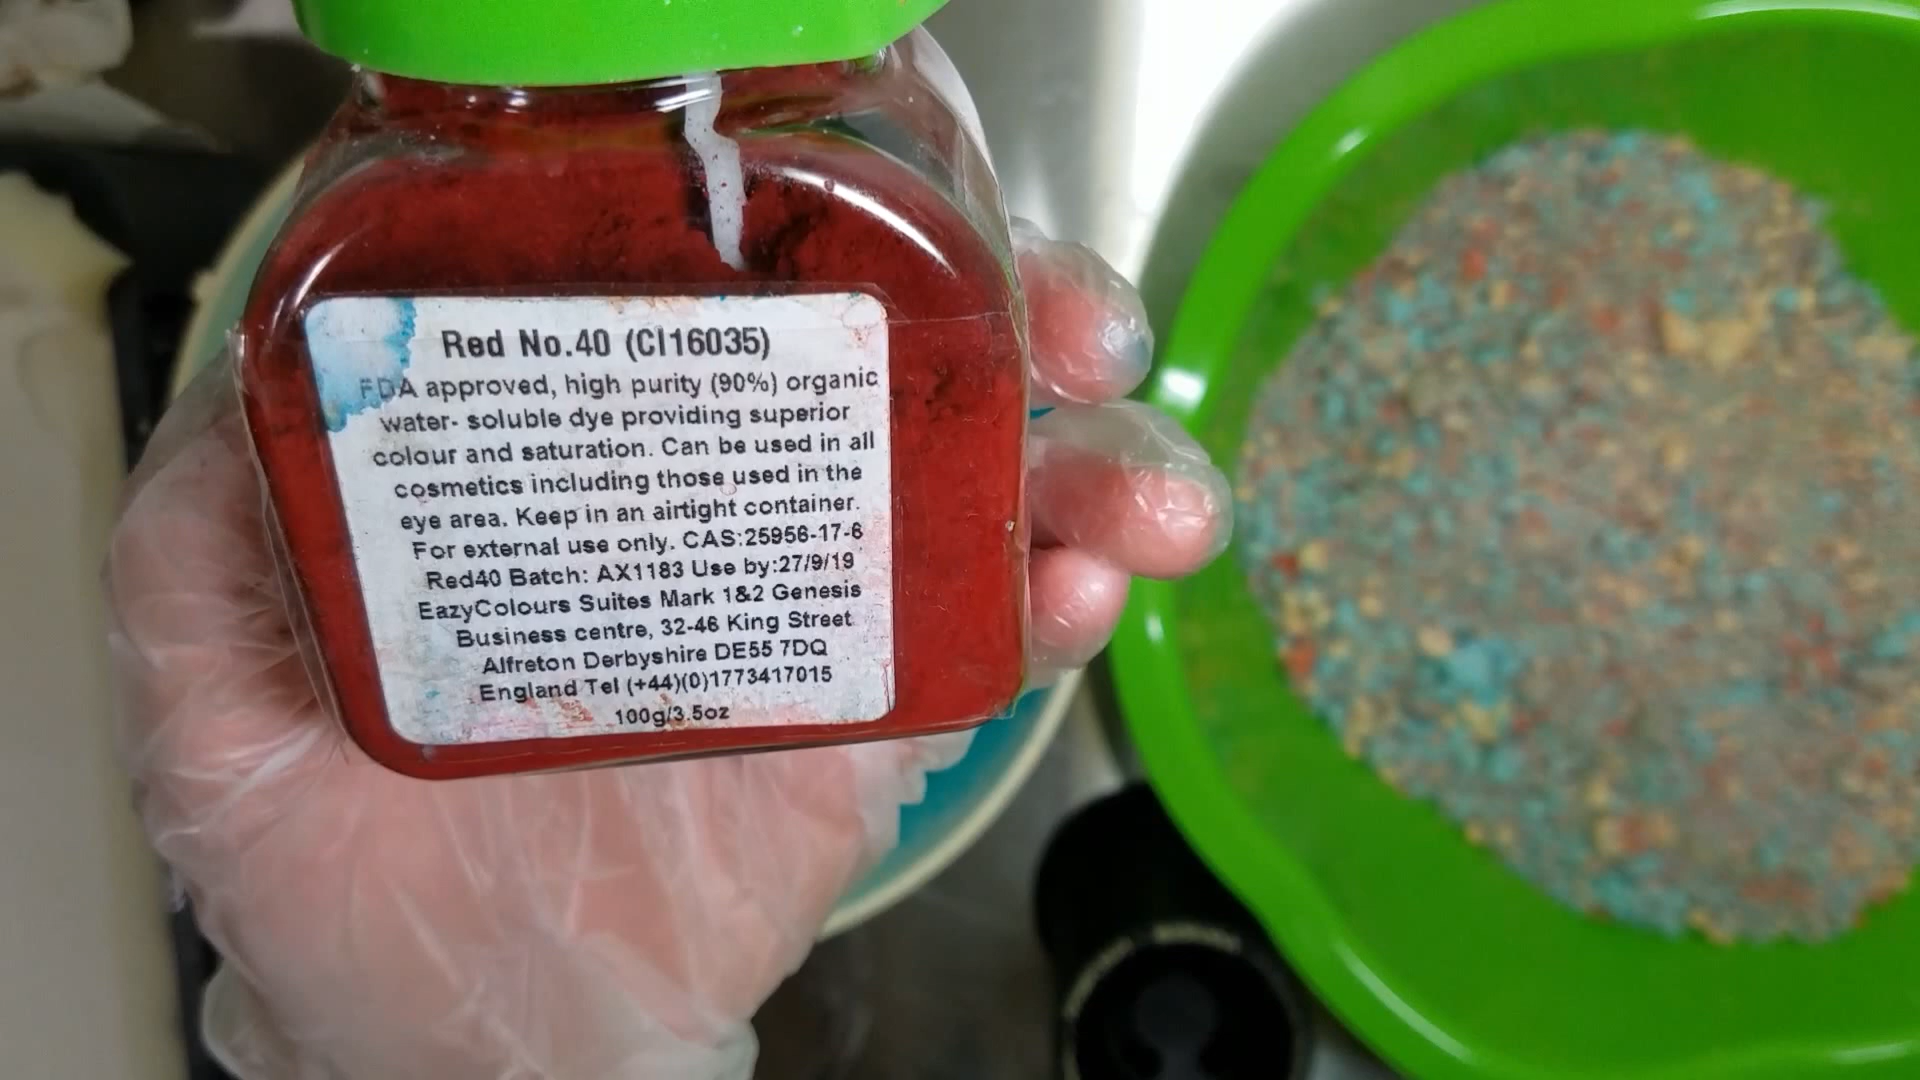 Red No.40 (CI16035)
FDA approved, high purity (90%) organic
water- soluble dye providing superior
colour and saturation. Can be used in all
cosmetics including those used in the
eye area. Keep in an airtight container.
For external use only. CAS:25956-17-6
Red40 Batch: AX1183 Use by:27/9/19
EazyColours Suites Mark 1&2 Genesis
Business centre, 32-46 King Street
Alfreton Derbyshire DE55 7DQ
England Tel (+44)(0)1773417015
100g/3.5oz